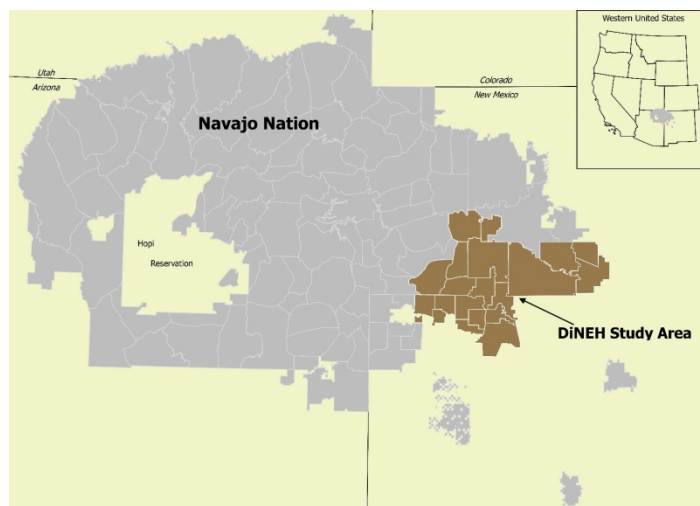 Western United States
Utah
Arizona
Colorado
New Mexico
Navajo Nation
Hopi
Reservation
DiNEH Study Area